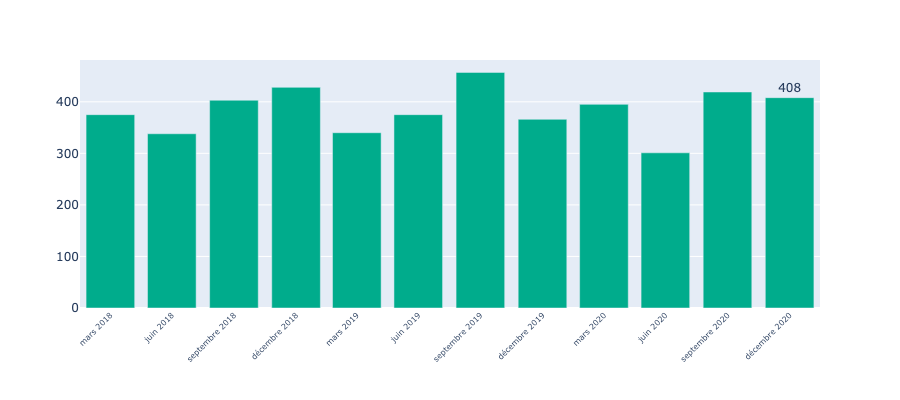 408
400
300
200
100
0
mars 2018
juin 2018
septembre 2018
décembre 2018
mars 2019
juin 2019
septembre 2019
décembre 2019
mars 2020
juin 2020
septembre 2020
décembre 2020